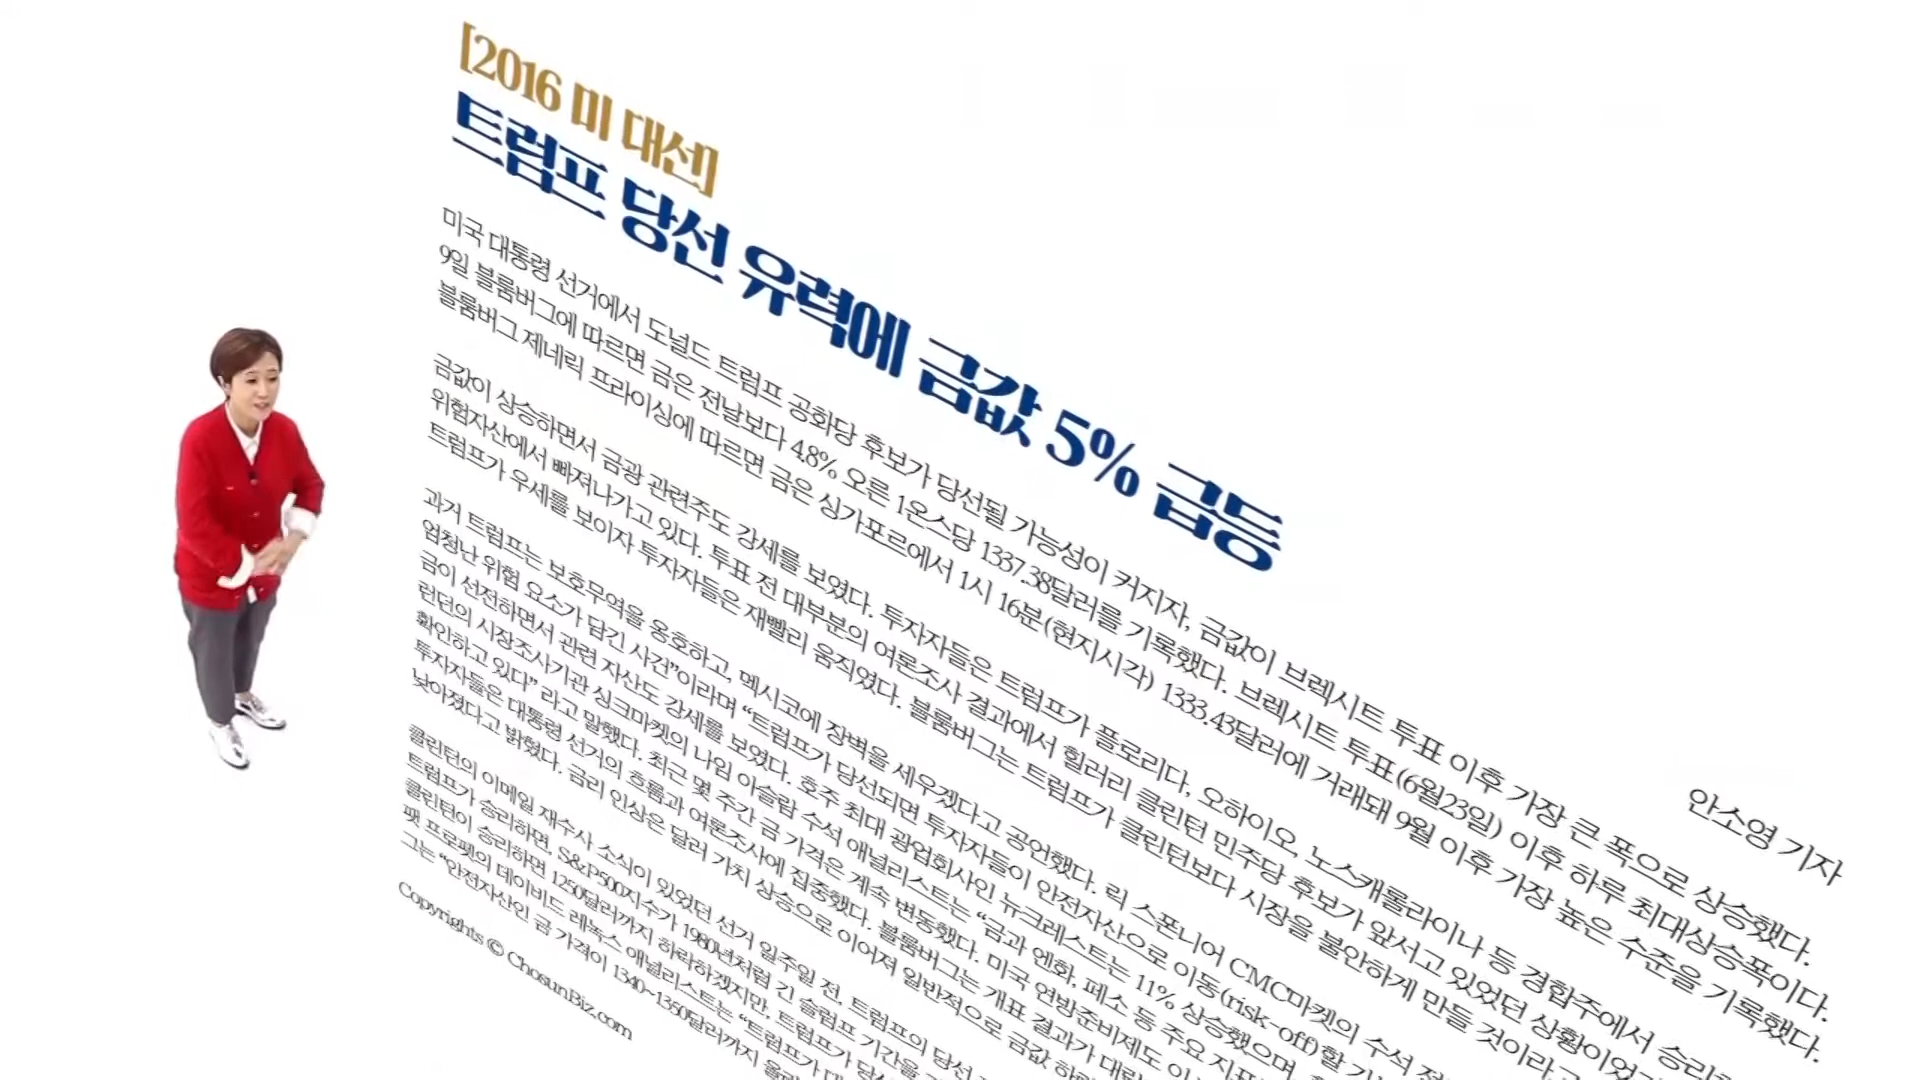 [2016 미 대선]
트럼프 당선 유력에 금값 5% 급등
안소영 기자
미국 대통령 선거에서 도널드 트럼프 공화당 후보가 당선될 가능성이 커지자, 금값이 브렉시트 투표 이후 가장 큰 폭으로 상승했다.
9일 블룸버그에 따르면 금은 전날보다 4.8% 오른 1온스당 1337.38달러를 기록했다. 브렉시트 투표(6월23일) 이후 하루 최대상승폭이다.
블룸버그 제네릭 프라이싱에 따르면 금은 싱가포르에서 1시 16분(현지시각) 1333.43달러에 거래돼 9월 이후 가장 높은 수준을 기록했다.
금값이 상승하면서 금광 관련주도 강세를 보였다. 투자자들은 트럼프가 플로리다, 오하이오, 노스캐롤라이나 등 경합주에서 승리
위험자산에서 빠져나가고 있다. 투표 전 대부분의 여론조사 결과에서 힐러리 클린턴 민주당 후보가 앞서고 있었던 상황이었
트럼프가 우세를 보이자 투자자들은 재빨리 움직였다. 블룸버그는 트럼프가 클린턴보다 시장을 불안하게 만들 것이라고
과거 트럼프는 보호무역을 옹호하고, 멕시코에 장벽을 세우겠다고 공언했다. 릭 스폰니어 CMC마켓의 수석
엄청난 위험 요소가 담긴 사건”이라며 “트럼프가 당선되면 투자자들이 안전자산으로 이동(risk-off)할
금이 선전하면서 관련 자산도 강세를 보였다. 호주 최대 광업회사인 뉴크레스트는 11% 상승했으며,
런던의 시장조사기관 싱크마켓의 나임 아슬람 수석 애널리스트는 “금과 엔화, 페소 등 주요
확인하고 있다” 라고 말했다. 최근 몇 주간 금 가격은 계속 변동했다. 미국 연방준비제도
투자자들은 대통령 선거의 흐름과 여론조사에 집중했다. 블룸버그는 개표 결과가
낮아졌다고 밝혔다. 금리 인상은 달러 가치 상승으로 이어져 일반적으로 금값
클린턴의 이메일 재수사 소식이 있었던 선거 일주일 전, 트럼프의 당선
트럼프가 승리하면, S&P500지수가 1980년처럼 긴 슬럼프 기간을
클린턴이 승리하면 1250달러까지 하락하겠지만, 트럼프가
팻 프로펫의 데이비드 레녹스 애널리스트는 “트럼프가
그는 “안전자산인 금 가격이 1340~1350달러까지
Copyrights © ChosunBiz.com